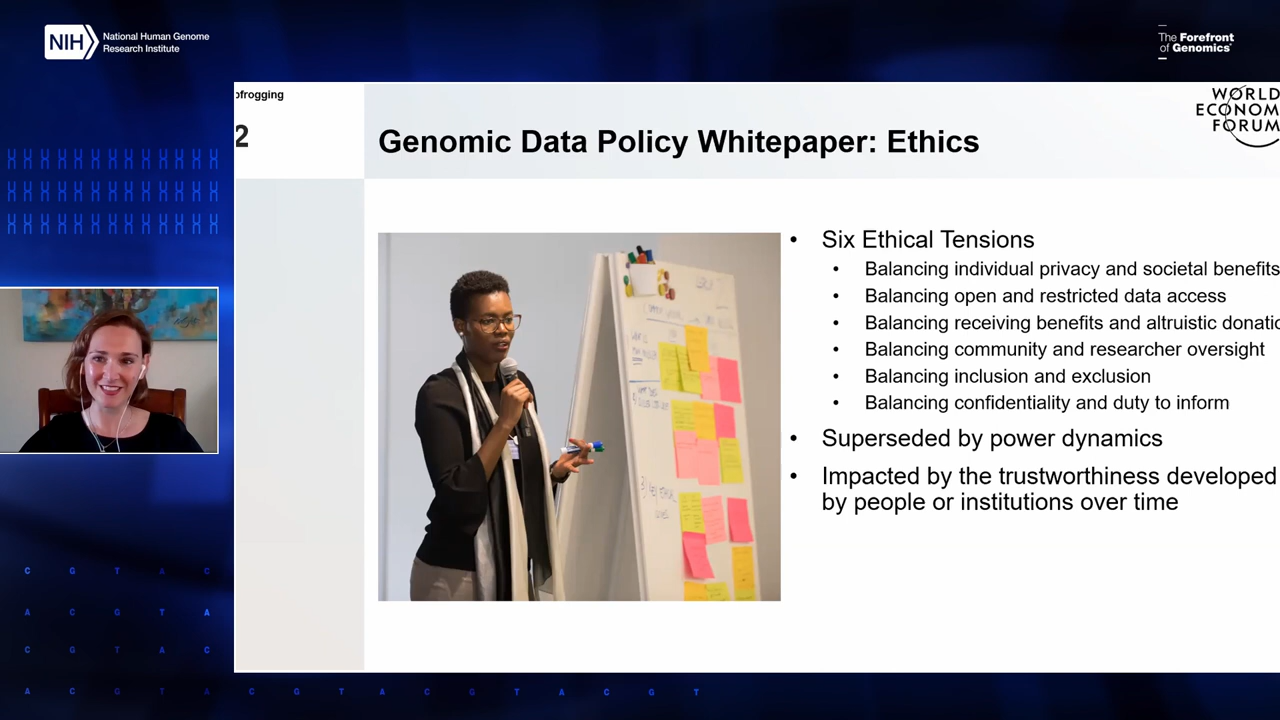 NIH
National Human Genome
Research Institute
The Forefront
of Genomics
ofrogging
2
WORLD
ECONOM
FORUM
Genomic Data Policy Whitepaper: Ethics
• Six Ethical Tensions
• Balancing individual privacy and societal benefits
• Balancing open and restricted data access
• Balancing receiving benefits and altruistic donatio
• Balancing community and researcher oversight
• Balancing inclusion and exclusion
• Balancing confidentiality and duty to inform
• Superseded by power dynamics
• Impacted by the trustworthiness developed
by people or institutions over time
C G T A C
A C G T A
C G T A C
A C G T A C G T A C G T A C G T